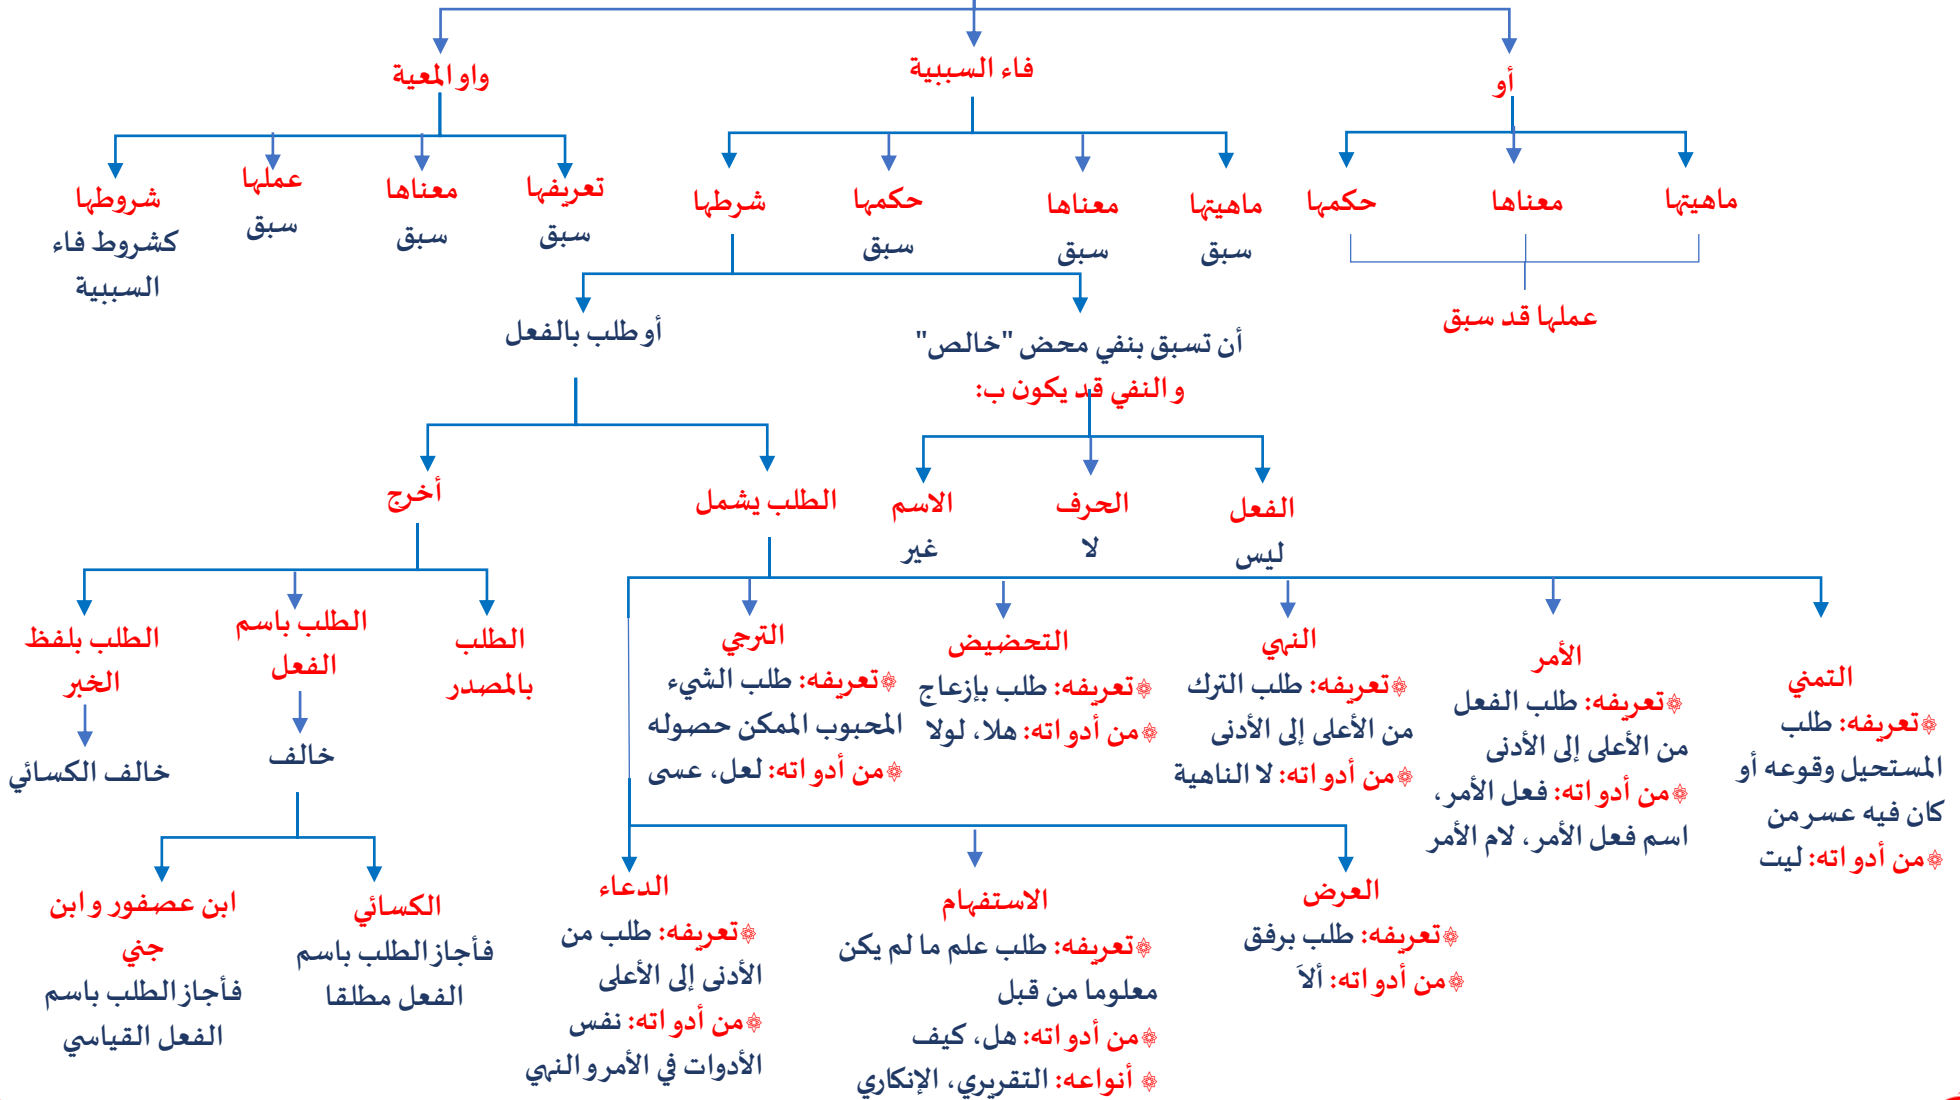 أو
فاء السببية
واو المعية
ماهيتها
معناها
حكمها
عملها قد سبق
ماهيتها
سبق
معناها
سبق
حكمها
سبق
شرطها
تعريفها
سبق
معناها
سبق
عملها
سبق
شروطها
كشروط فاء
السببية
أن تسبق بنفي محض "خالص"
والنفي قد يكون ب:
أو طلب بالفعل
الفعل
ليس
الحرف
لا
الاسم
غير
الطلب يشمل
أخرج
التمني
تعريفه: طلب
المستحيل وقوعه أو
كان فيه عسر من
من أدواته: ليت
الأمر
تعريفه: طلب الفعل
من الأعلى إلى الأدنى
من أدواته: فعل الأمر،
اسم فعل الأمر، لام الأمر
النهي
تعريفه: طلب الترك
من الأعلى إلى الأدنى
من أدواته: لا الناهية
التحضيض
تعريفه: طلب بإزعاج
من أدواته: هلا، لولا
الترجي
تعريفه: طلب الشيء
المحبوب الممكن حصوله
من أدواته: لعل، عسى
العرض
تعريفه: طلب برفق
من أدواته: ألاَ
الاستفهام
تعريفه: طلب علم ما لم يكن
معلوما من قبل
من أدواته: هل، كيف
أنواعه: التقريري، الإنكاري
الدعاء
تعريفه: طلب من
الأدنى إلى الأعلى
من أدواته: نفس
الأدوات في الأمر والنهي
الطلب
بالمصدر
الطلب باسم
الفعل
خالف
الكسائي
فأجاز الطلب باسم
الفعل مطلقا
ابن عصفور وابن
جني
فأجاز الطلب باسم
الفعل القياسي
الطلب بلفظ
الخبر
خالف الكسائي